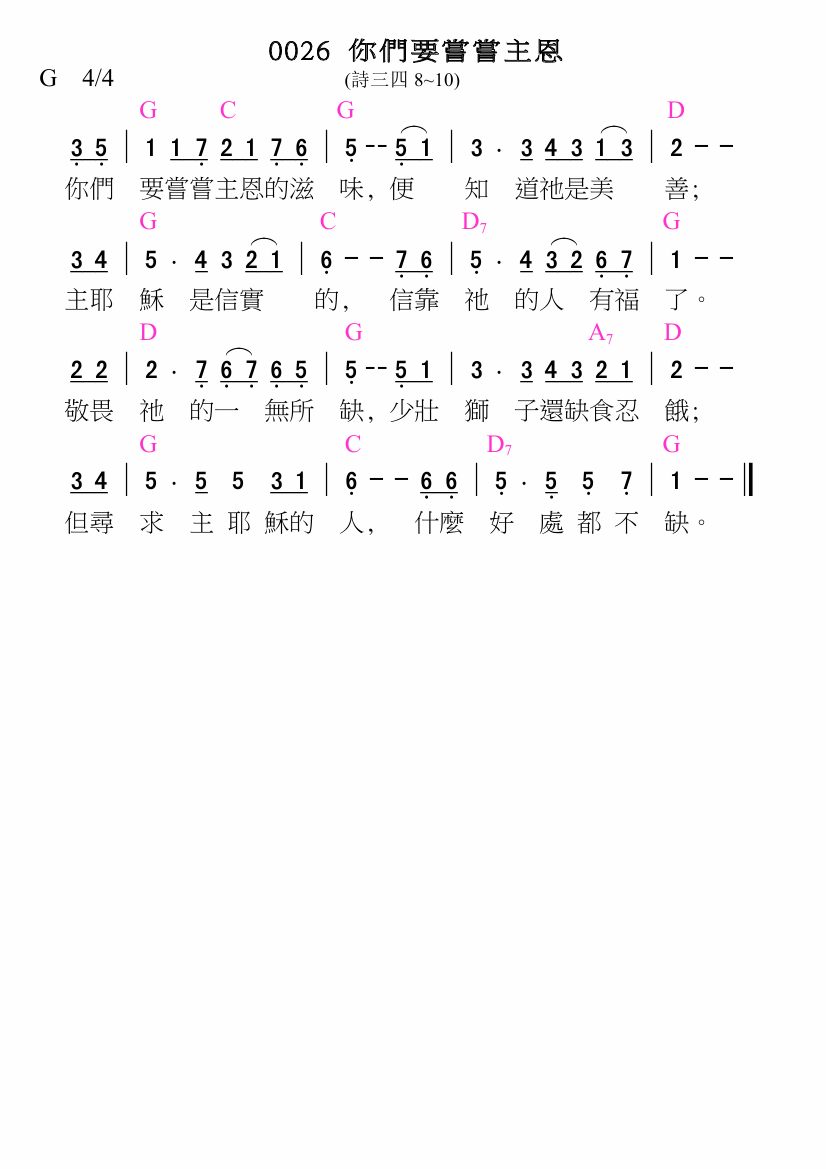 0026 你們要嘗嘗主恩
G 4/4 (詩三四 8~10)
G C G D
3 5 | 1 1 7 2 1 7 6 | 5 - - 5 1 | 3 . 3 4 3 1 3 | 2 - -
你們 要嘗嘗主恩的滋 味, 便 知 道祂是美 善;
G C D7 G
3 4 | 5 . 4 3 2 1 | 6 - - 7 6 | 5 . 4 3 2 6 7 | 1 - -
主耶 穌 是信實 的, 信靠 祂 的人 有福 了。
D G A7 D
2 2 | 2 . 7 6 7 6 5 | 5 - - 5 1 | 3 . 3 4 3 2 1 | 2 - -
敬畏 祂 的一 無所 缺, 少壯 獅 子還缺食忍 餓;
G C D7 G
3 4 | 5 . 5 5 3 1 | 6 - - 6 6 | 5 . 5 5 7 | 1 - - ||
但尋 求 主 耶 穌的 人, 什麼 好 處 都 不 缺。